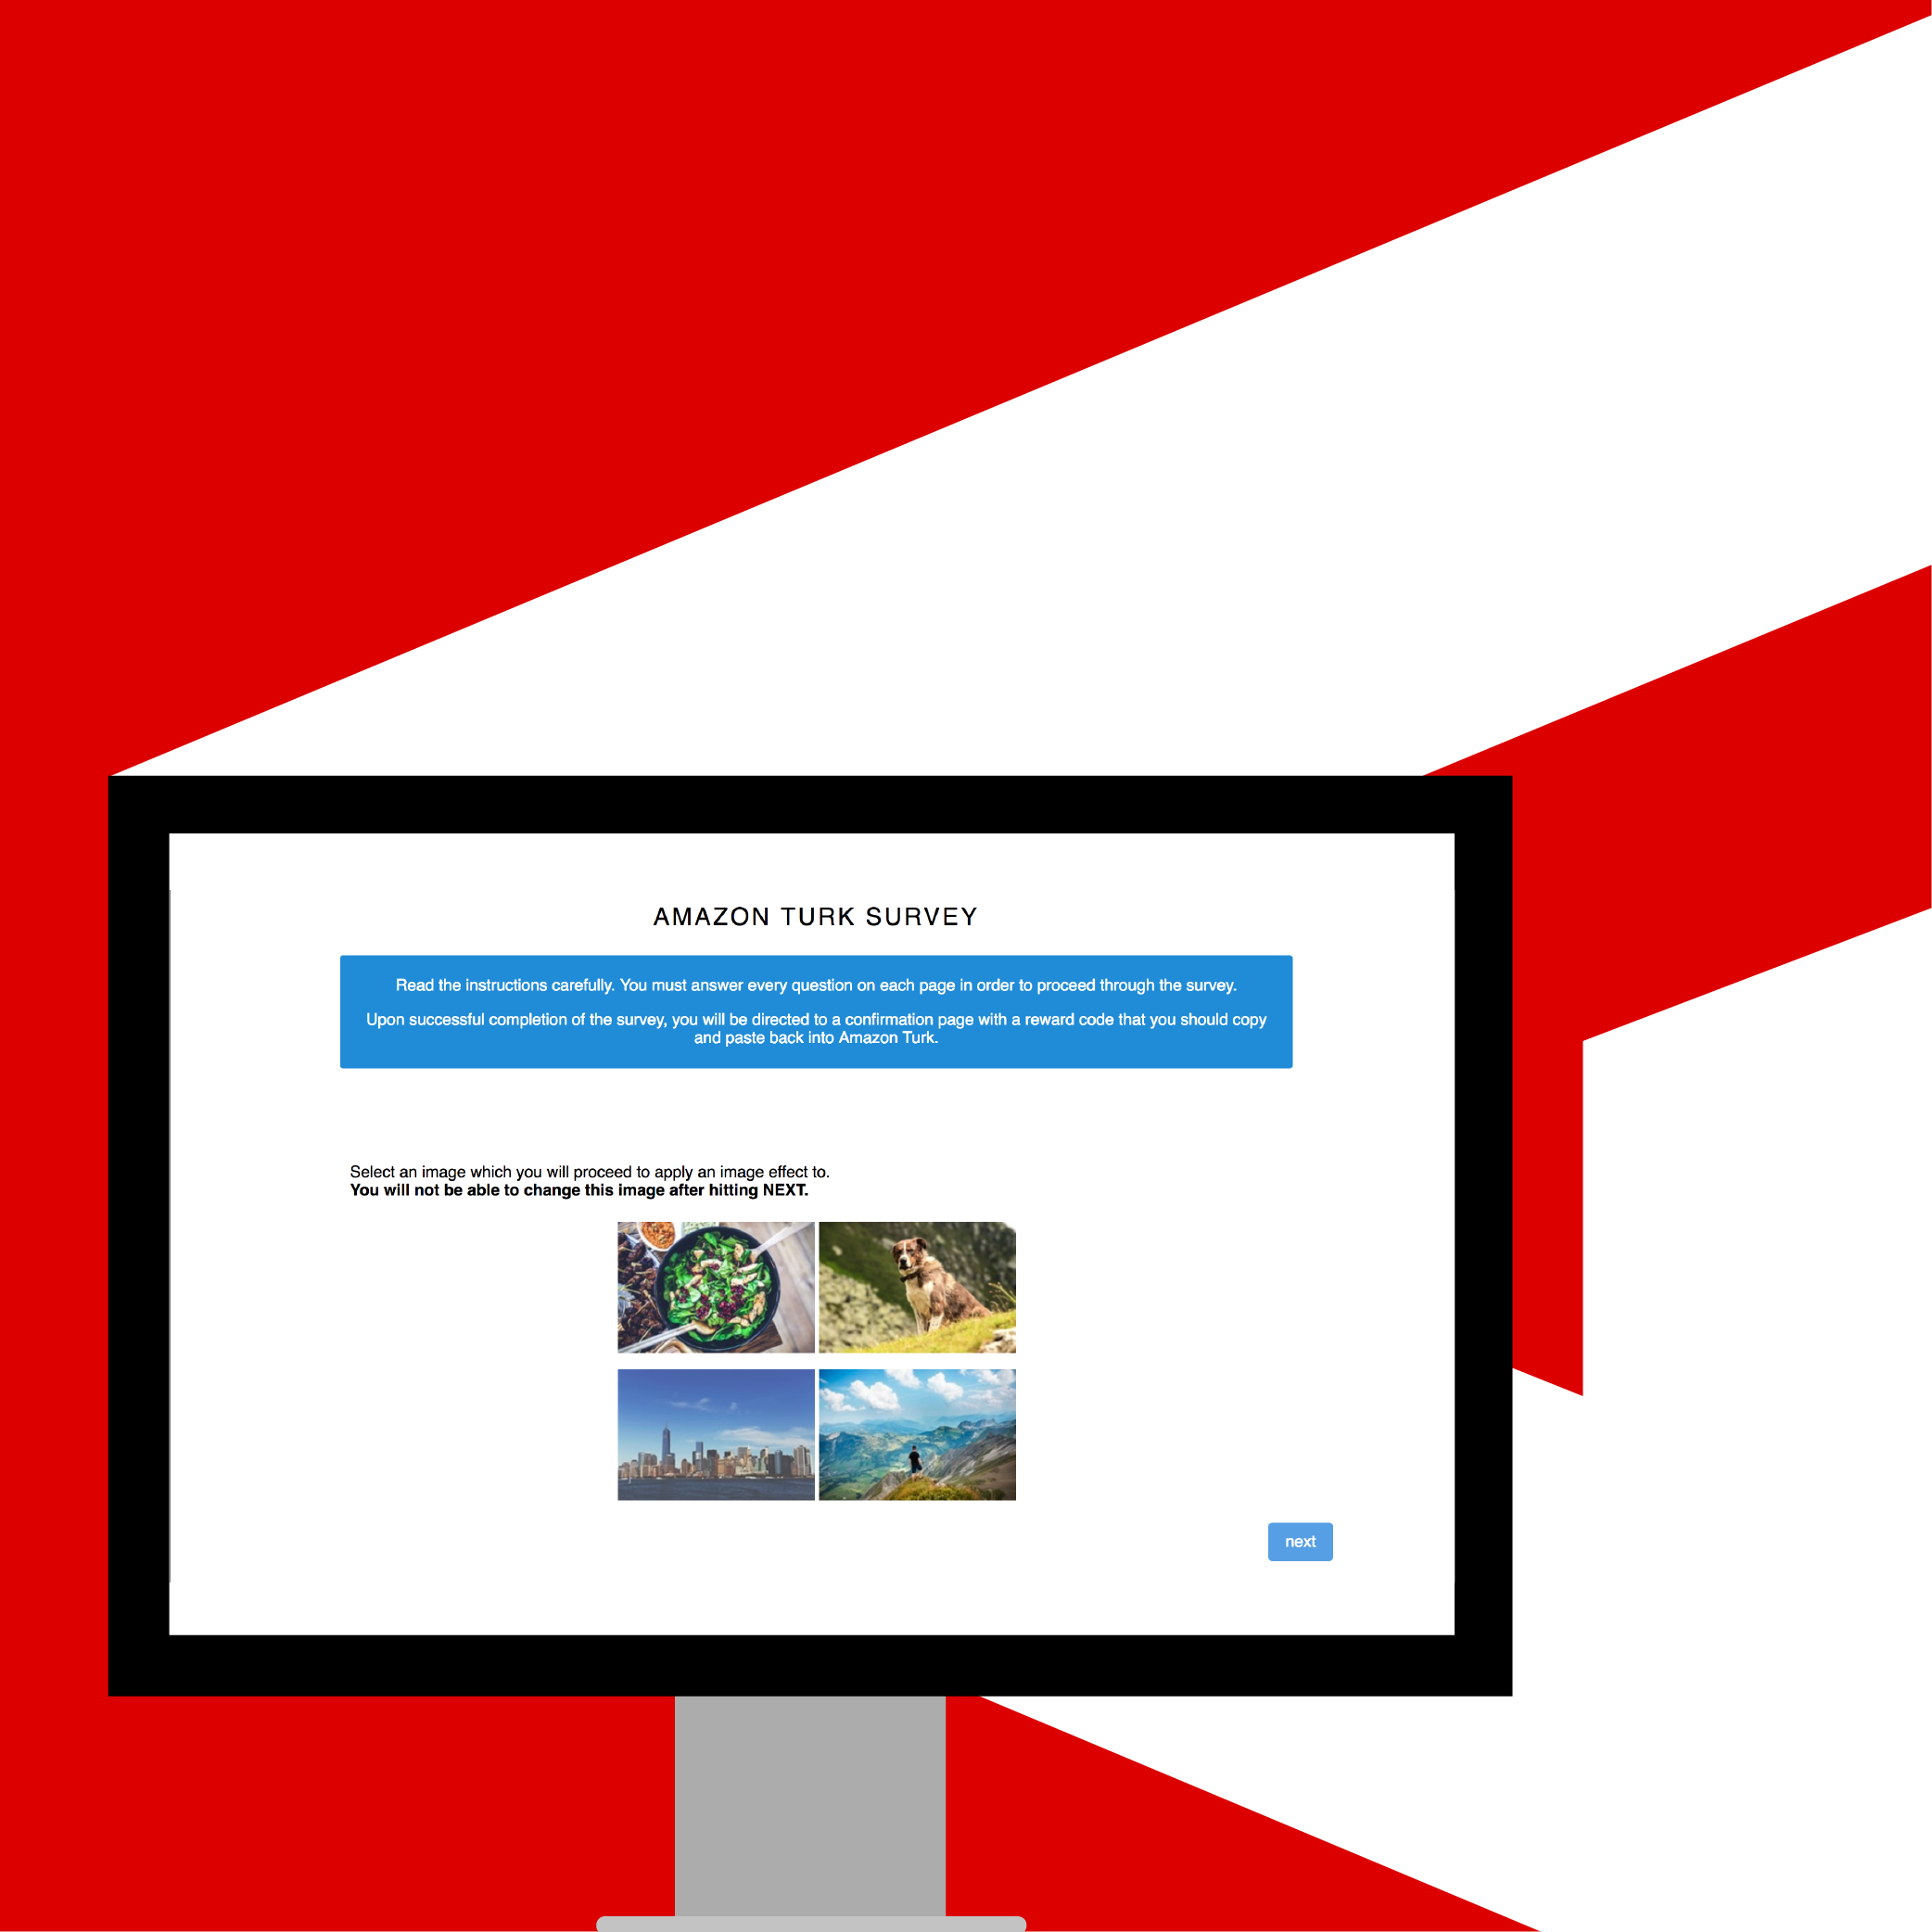 AMAZON TURK SURVEY
Read the instructions carefully. You must answer every question on each page in order to proceed through the survey.
Upon successful completion of the survey, you will be directed to a confirmation page with a reward code that you should copy
and paste back into Amazon Turk.
Select an image which you will proceed to apply an image effect to.
You will not be able to change this image after hitting NEXT.
next